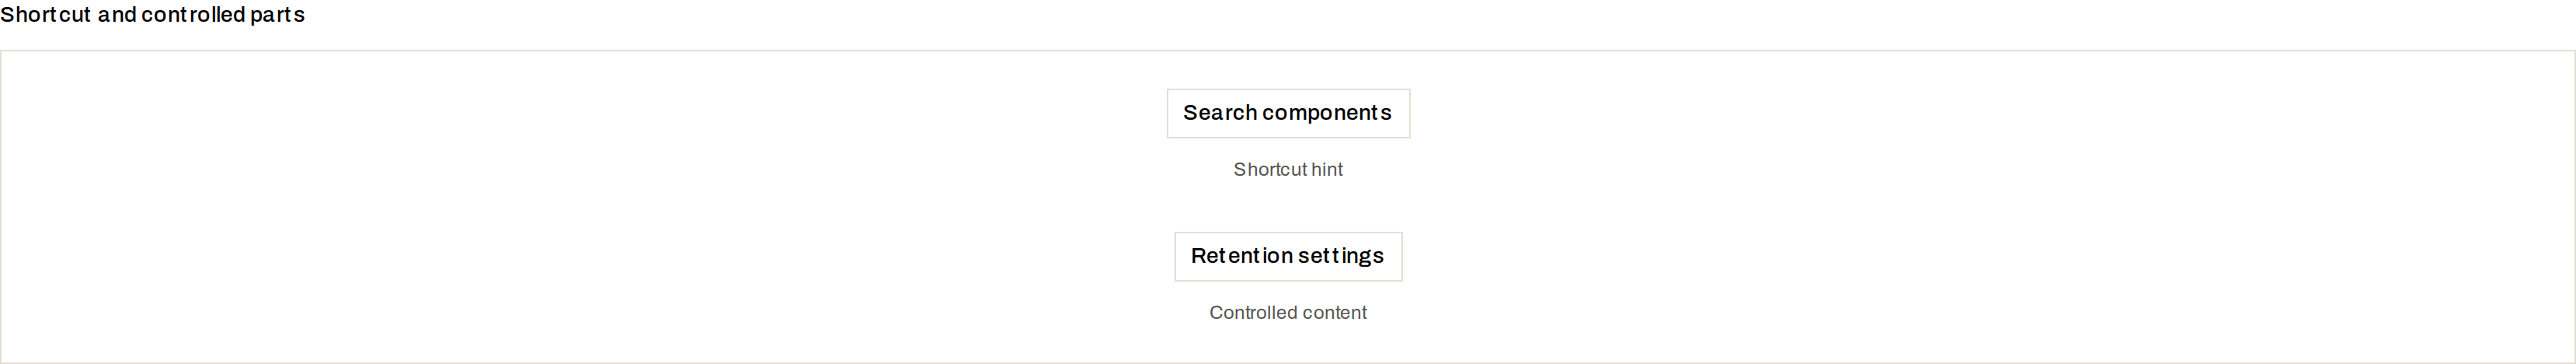 Shortcut and controlled parts
Search components
Shortcut hint
Retention settings
Controlled content